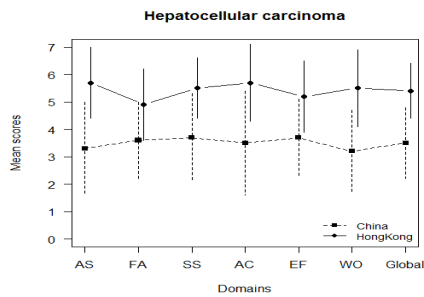 Hepatocellular carcinoma
7
6
5
4
3
2
1
0
Mean scores
China
HongKong
AS FA SS AC EF WO Global
Domains